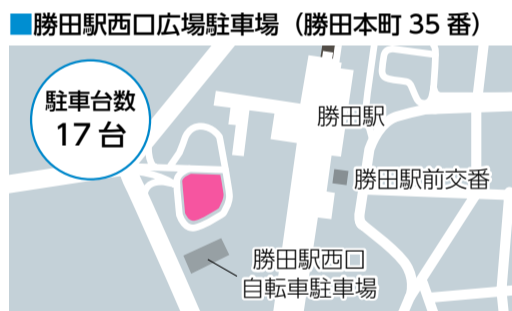 ■勝田駅西口広場駐車場（勝田本町 35 番）
駐車台数
17 台
勝田駅
勝田駅前交番
勝田駅西口
自転車駐車場